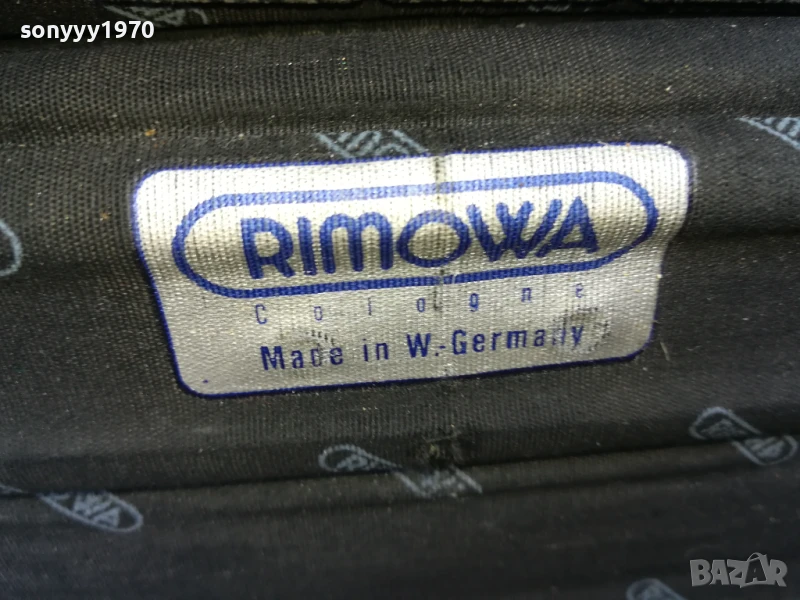 sonyyy1970
RIMOWA
Cologne
Made in W.-Germany
BAZAR